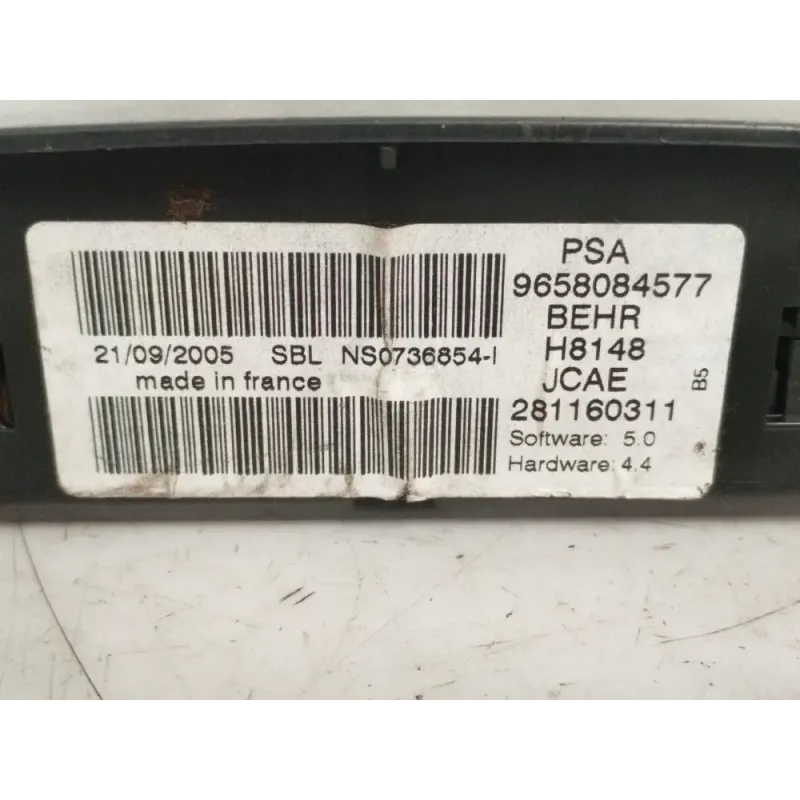 PSA
9658084577
BEHR
21/09/2005 SBL NS0736854-I
H8148
made in france
JCAE
B5
281160311
Software: 5.0
Hardware: 4.4